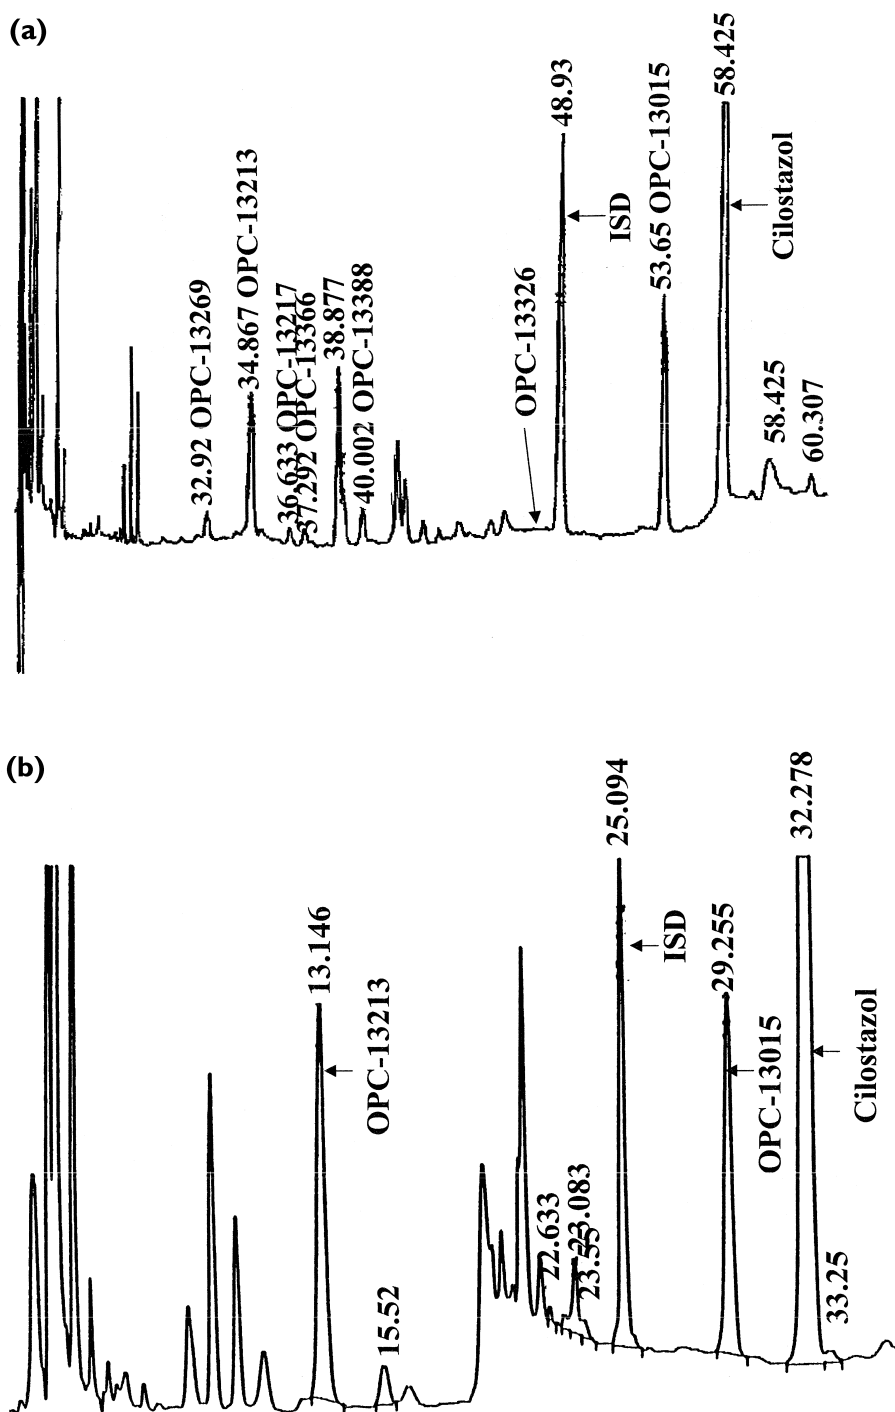 (a)
32.92 OPC-13269
34.867 OPC-13213
36.633 OPC-13217
37.292 OPC-13366
38.877
40.002 OPC-13388
OPC-13326
48.93
ISD
53.65 OPC-13015
58.425
Cilostazol
58.425
60.307
(b)
13.146
OPC-13213
15.52
22.633
23.083
23.55
25.094
ISD
29.255
OPC-13015
32.278
Cilostazol
33.25